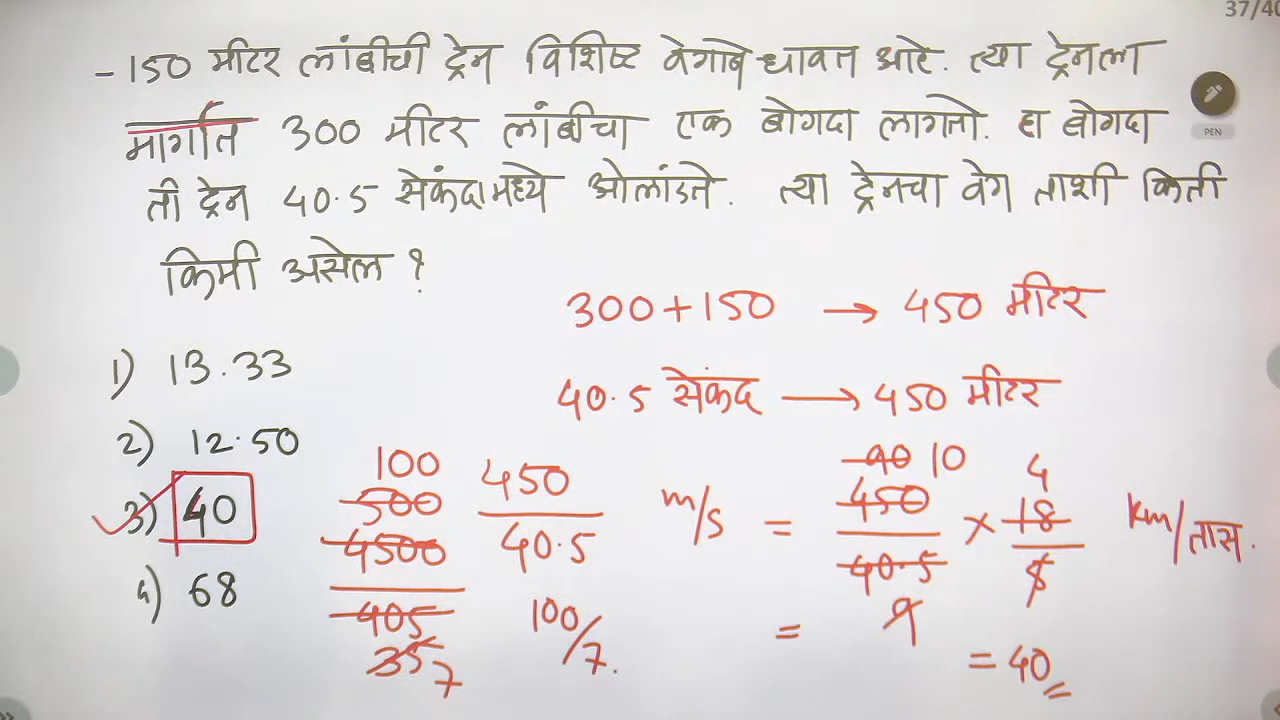 37/40
-150 मीटर लांबीची ट्रेन विशिष्ट वेगाने धावत आहे. त्या ट्रेनला
मार्गात 300 मीटर लांबीचा एक बोगदा लागतो. हा बोगदा
ती ट्रेन 40.5 सेकंदामध्ये ओलांडते. त्या ट्रेनचा वेग ताशी किती
किमी असेल ?
PEN
300+150 → 450 मीटर
1) 13.33
40.5 सेकंद → 450 मीटर
2) 12.50
3) 40
4) 68
100
500
4500
405
35 7
450
40.5
m/s
100/7.
=
90 10
450
40.5
9
×
4
18
5
km/तास.
=
= 40